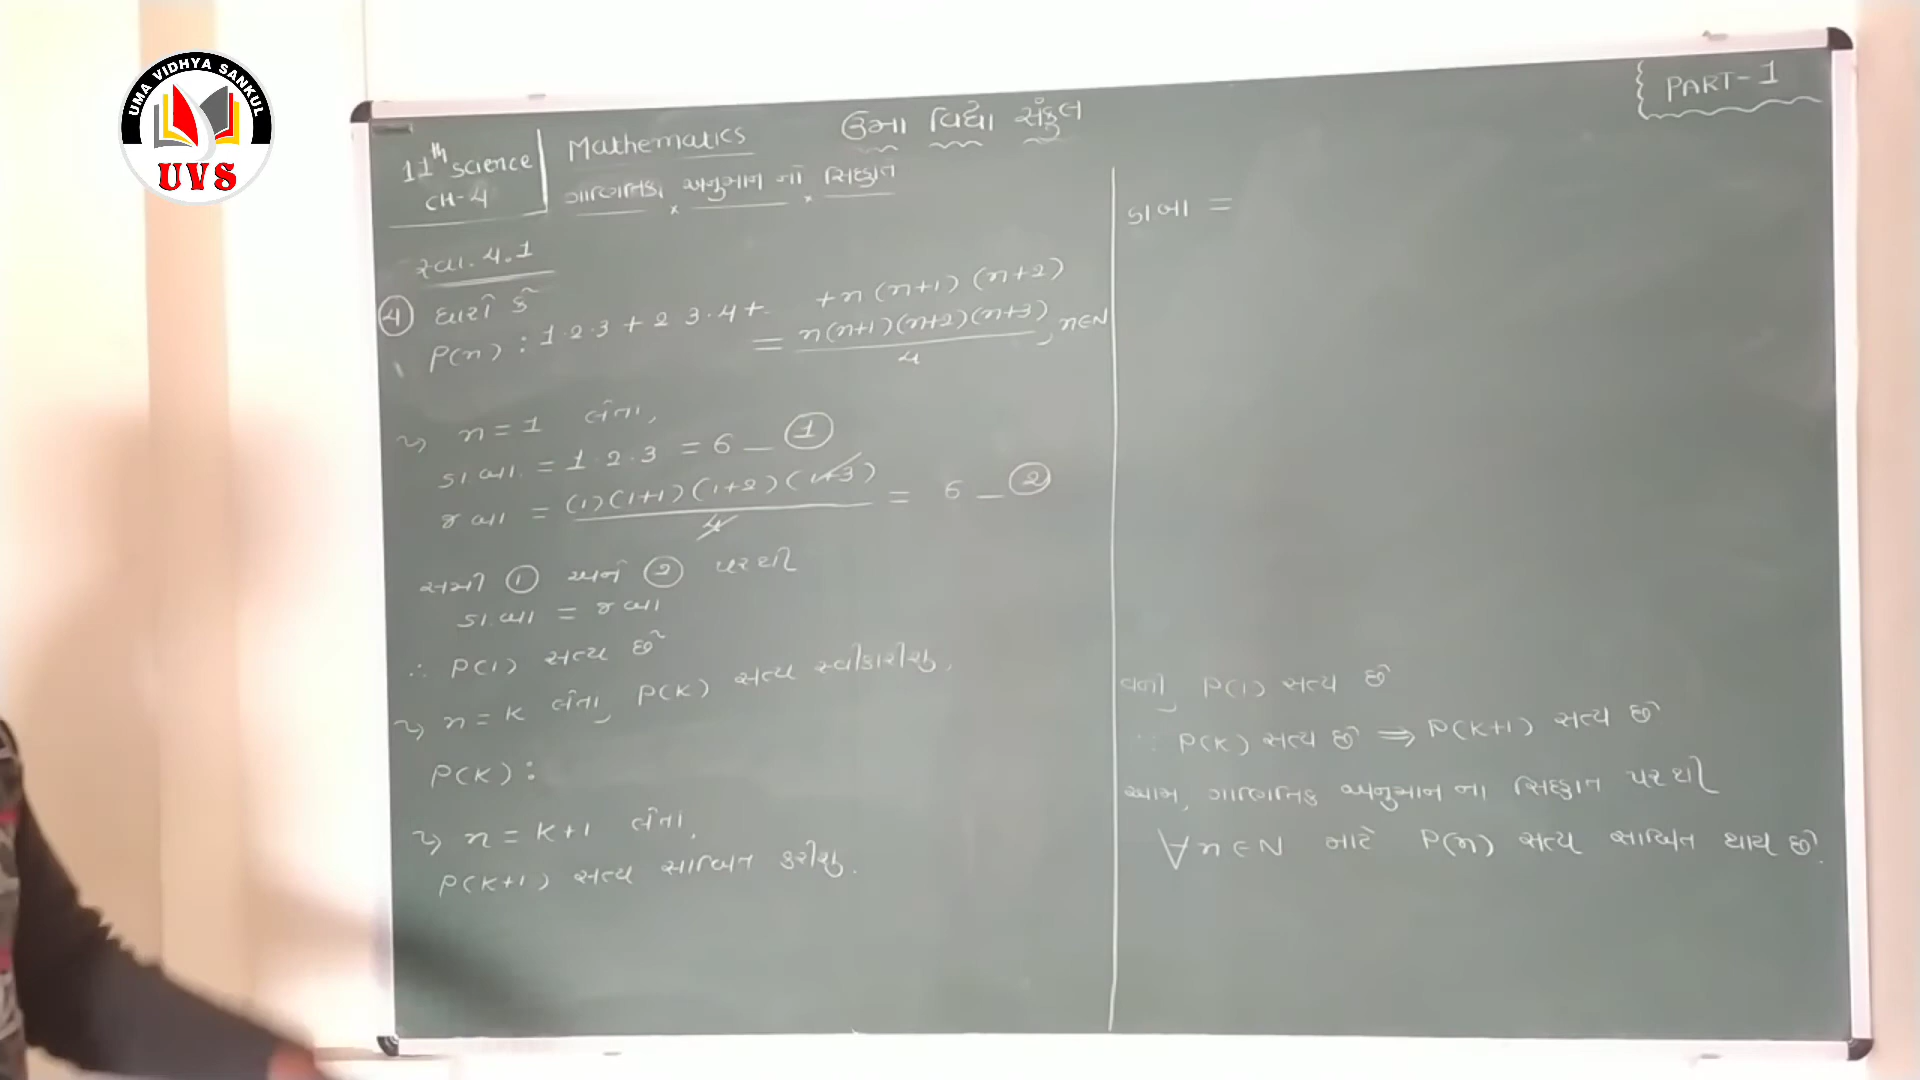 UMA VIDHYA SANKUL
UVS
11th science
CH-4
Mathematics
ઉમા વિદ્યા સંકુલ
ગાણિતિક અનુમાન નો સિદ્ધાંત
PART-1
સ્વા. 4.1
④ ધારો કે
P(n) : 1·2·3 + 2 3·4 + + n (n+1) (n+2)
= n(n+1)(n+2)(n+3) / 4 , n∈N
→ n = 1 લેતા,
ડા.બા. = 1·2·3 = 6 _ ①
જ બા = (1)(1+1)(1+2)(1+3) / 4 = 6 _ ②
સમી ① અને ② પરથી
ડા બા = જ બા
∴ P(1) સત્ય છે
→ n = K લેતા, P(K) સત્ય સ્વીકારીશુ,
P(K) :
→ n = K+1 લેતા,
P(K+1) સત્ય સાબિત કરીશુ.
ડાબા =
વળી, P(1) સત્ય છે
∴ P(K) સત્ય છે ⇒ P(K+1) સત્ય છે
આમ, ગાણિતિક અનુમાન ના સિદ્ધાંત પરથી
∀ n ∈ N માટે P(n) સત્ય સાબિત થાય છે.